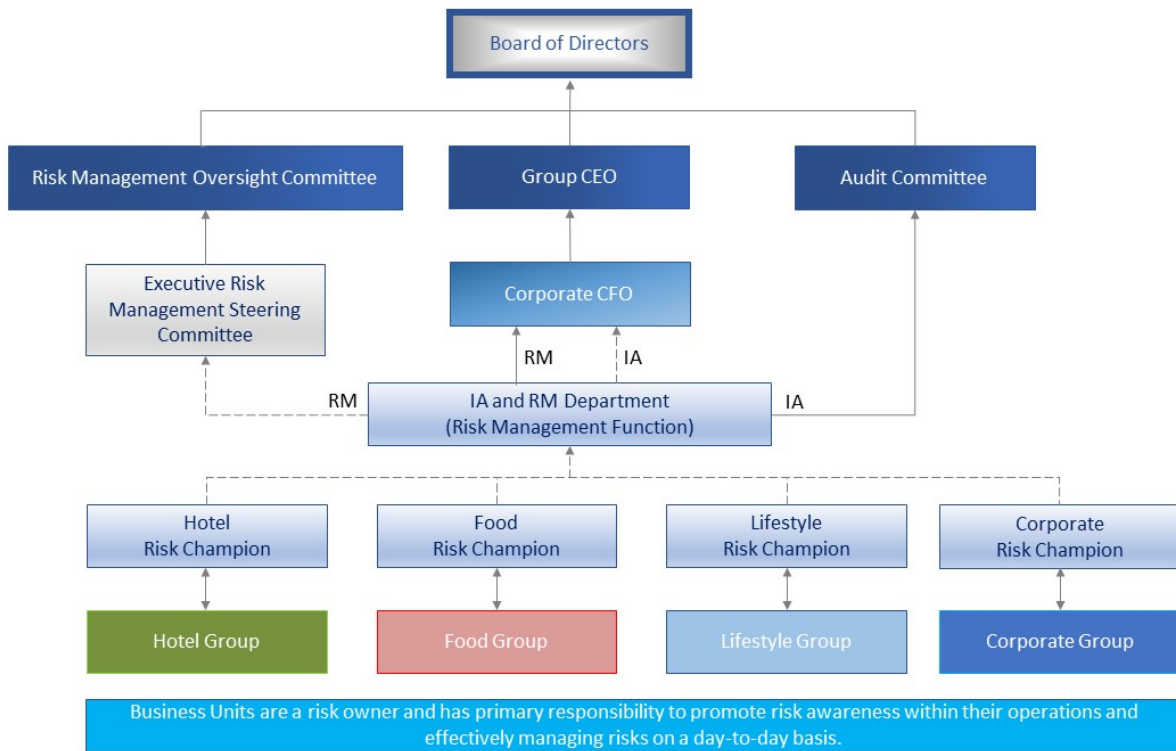 Board of Directors
Risk Management Oversight Committee
Group CEO
Audit Committee
Executive Risk
Management Steering
Committee
Corporate CFO
RM
IA
RM
IA and RM Department
(Risk Management Function)
IA
Hotel
Risk Champion
Food
Risk Champion
Lifestyle
Risk Champion
Corporate
Risk Champion
Hotel Group
Food Group
Lifestyle Group
Corporate Group
Business Units are a risk owner and has primary responsibility to promote risk awareness within their operations and
effectively managing risks on a day-to-day basis.